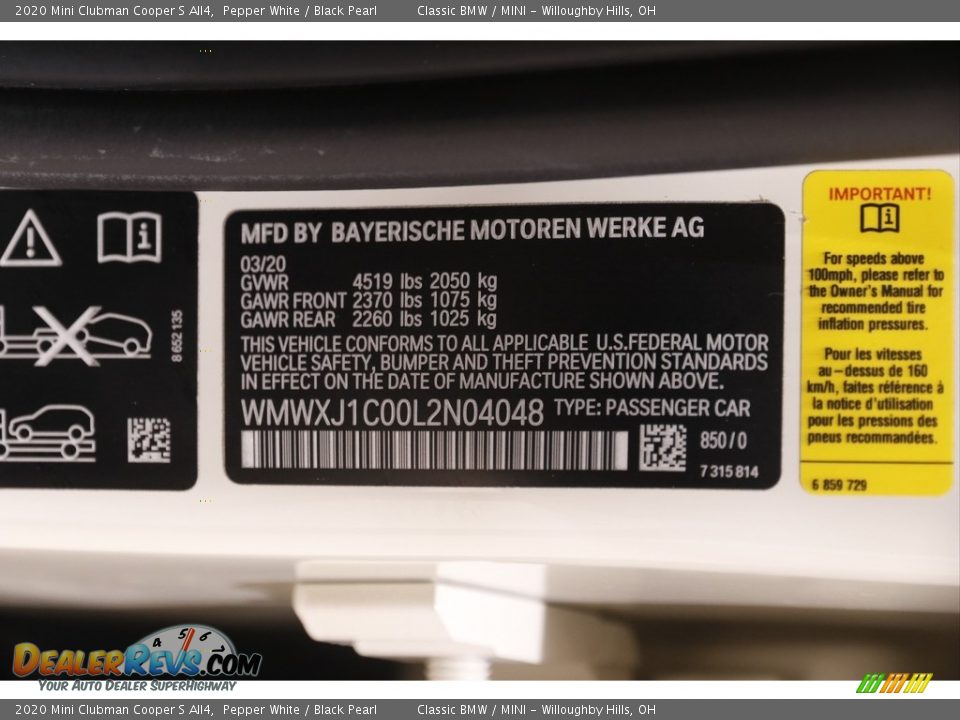 2020 Mini Clubman Cooper S All4, Pepper White / Black Pearl Classic BMW / MINI - Willoughby Hills, OH
8 652 135
MFD BY BAYERISCHE MOTOREN WERKE AG
03/20
GVWR 4519 lbs 2050 kg
GAWR FRONT 2370 lbs 1075 kg
GAWR REAR 2260 lbs 1025 kg
THIS VEHICLE CONFORMS TO ALL APPLICABLE U.S.FEDERAL MOTOR
VEHICLE SAFETY, BUMPER AND THEFT PREVENTION STANDARDS
IN EFFECT ON THE DATE OF MANUFACTURE SHOWN ABOVE.
WMWXJ1C00L2N04048 TYPE: PASSENGER CAR
850/0
7 315 814
IMPORTANT!
For speeds above
100mph, please refer to
the Owner's Manual for
recommended tire
inflation pressures.
Pour les vitesses
au-dessus de 160
km/h, faites référence à
la notice d'utilisation
pour les pressions des
pneus recommandées.
6 859 729
4 5 6
DEALERREVS.COM
YOUR AUTO DEALER SUPERHIGHWAY
2020 Mini Clubman Cooper S All4, Pepper White / Black Pearl Classic BMW / MINI - Willoughby Hills, OH